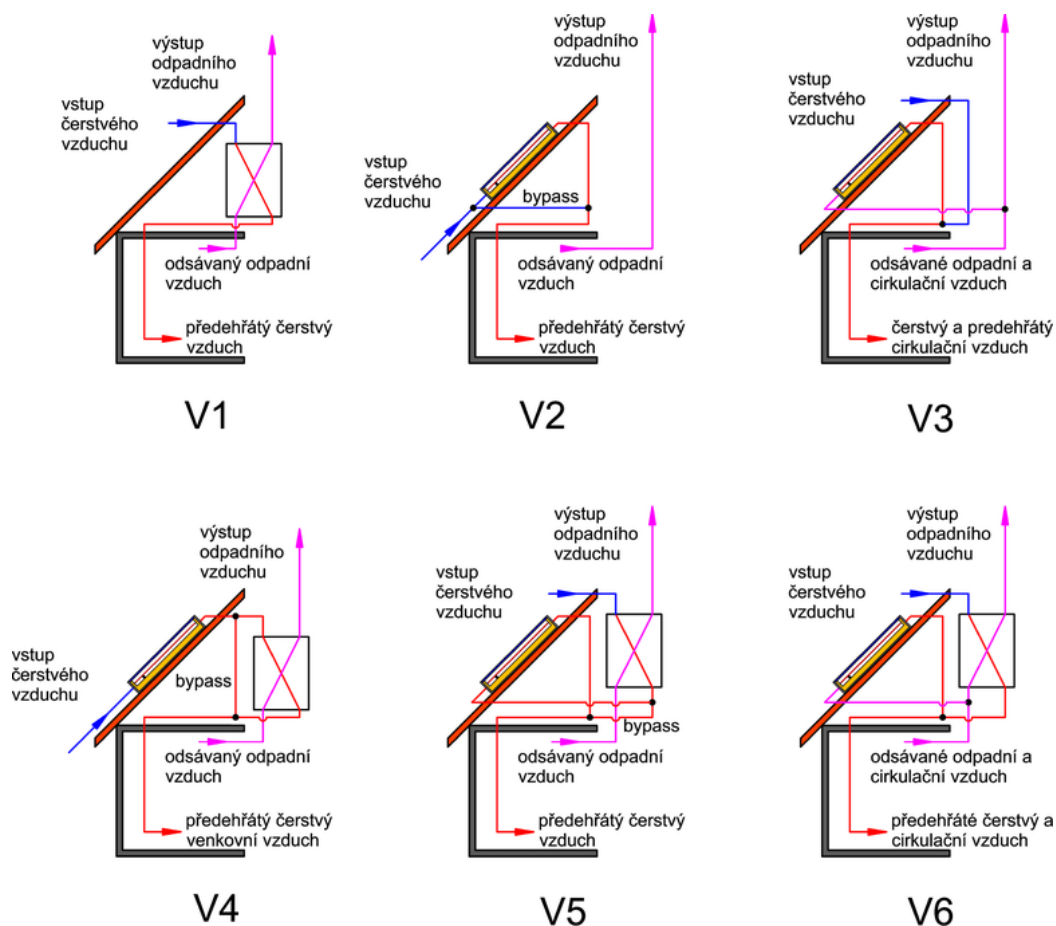 výstup
odpadního
vzduchu
vstup
čerstvého
vzduchu
odsávaný odpadní
vzduch
předehřátý čerstvý
vzduch
V1
výstup
odpadního
vzduchu
vstup
čerstvého
vzduchu
bypass
odsávaný odpadní
vzduch
předehřátý čerstvý
vzduch
V2
výstup
odpadního
vzduchu
vstup
čerstvého
vzduchu
odsávané odpadní a
cirkulační vzduch
čerstvý a predehřátý
cirkulační vzduch
V3
výstup
odpadního
vzduchu
vstup
čerstvého
vzduchu
bypass
odsávaný odpadní
vzduch
předehřátý čerstvý
venkovní vzduch
V4
výstup
odpadního
vzduchu
vstup
čerstvého
vzduchu
bypass
odsávaný odpadní
vzduch
předehřátý čerstvý
vzduch
V5
výstup
odpadního
vzduchu
vstup
čerstvého
vzduchu
odsávané odpadní a
cirkulační vzduch
předehřáté čerstvý a
cirkulační vzduch
V6